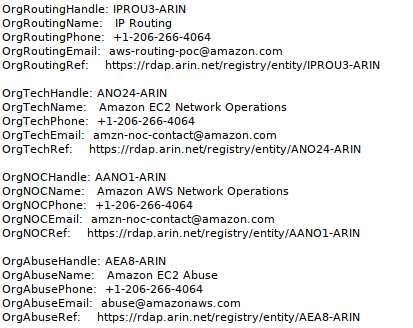 OrgRoutingHandle: IPROU3-ARIN
OrgRoutingName: IP Routing
OrgRoutingPhone: +1-206-266-4064
OrgRoutingEmail: aws-routing-poc@amazon.com
OrgRoutingRef: https://rdap.arin.net/registry/entity/IPROU3-ARIN

OrgTechHandle: ANO24-ARIN
OrgTechName: Amazon EC2 Network Operations
OrgTechPhone: +1-206-266-4064
OrgTechEmail: amzn-noc-contact@amazon.com
OrgTechRef: https://rdap.arin.net/registry/entity/ANO24-ARIN

OrgNOCHandle: AANO1-ARIN
OrgNOCName: Amazon AWS Network Operations
OrgNOCPhone: +1-206-266-4064
OrgNOCEmail: amzn-noc-contact@amazon.com
OrgNOCRef: https://rdap.arin.net/registry/entity/AANO1-ARIN

OrgAbuseHandle: AEA8-ARIN
OrgAbuseName: Amazon EC2 Abuse
OrgAbusePhone: +1-206-266-4064
OrgAbuseEmail: abuse@amazonaws.com
OrgAbuseRef: https://rdap.arin.net/registry/entity/AEA8-ARIN